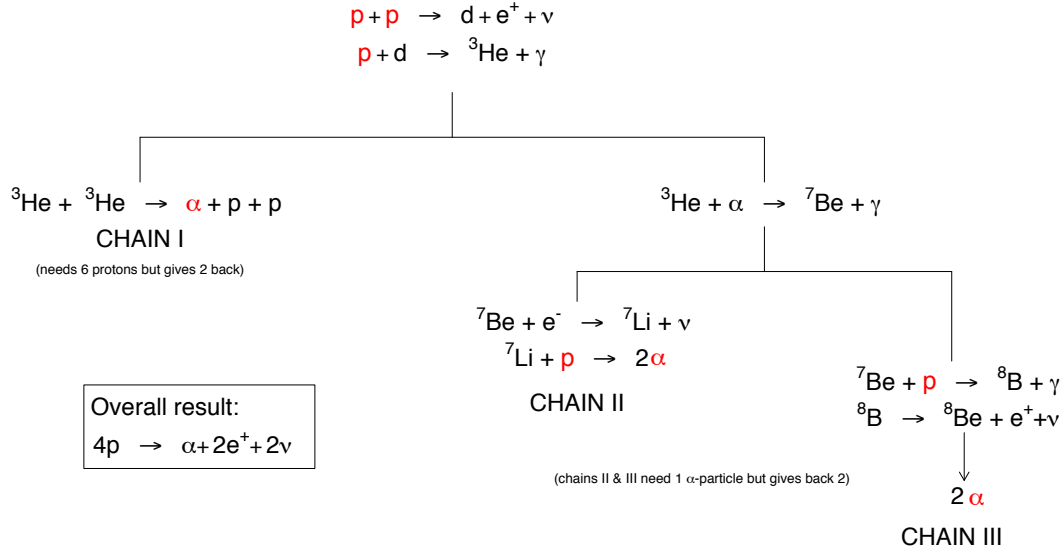 p + p → d + e⁺ + ν
p + d → ³He + γ
³He + ³He → α + p + p
CHAIN I
(needs 6 protons but gives 2 back)
³He + α → ⁷Be + γ
⁷Be + e⁻ → ⁷Li + ν
⁷Li + p → 2α
CHAIN II
⁷Be + p → ⁸B + γ
⁸B → ⁸Be + e⁺+ν
2 α
CHAIN III
(chains II & III need 1 α-particle but gives back 2)
Overall result:
4p → α+ 2e⁺+ 2ν